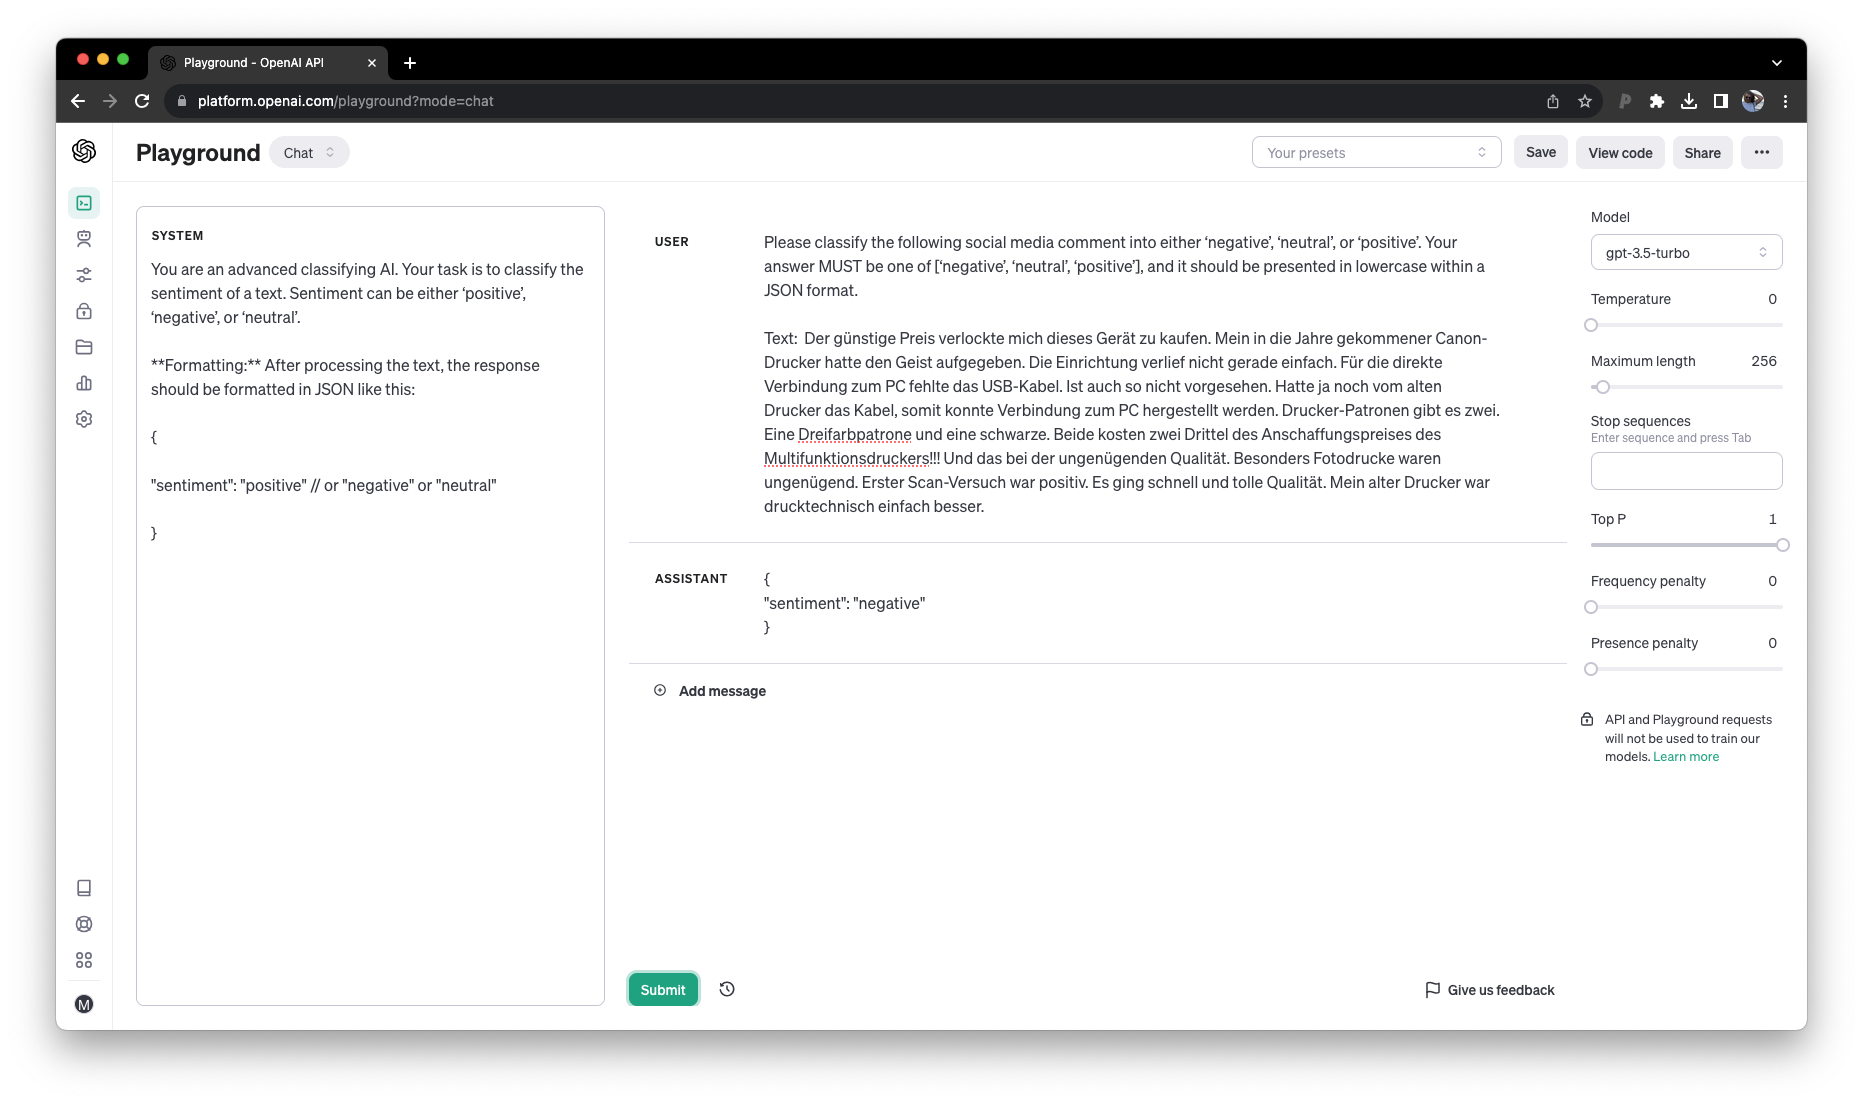 Playground - OpenAI API
platform.openai.com/playground?mode=chat
Playground
Chat
Your presets
Save
View code
Share
SYSTEM
You are an advanced classifying AI. Your task is to classify the
sentiment of a text. Sentiment can be either ‘positive’,
‘negative’, or ‘neutral’.
**Formatting:** After processing the text, the response
should be formatted in JSON like this:
{
"sentiment": "positive" // or "negative" or "neutral"
}
USER
Please classify the following social media comment into either ‘negative’, ‘neutral’, or ‘positive’. Your
answer MUST be one of [‘negative’, ‘neutral’, ‘positive’], and it should be presented in lowercase within a
JSON format.
Text:  Der günstige Preis verlockte mich dieses Gerät zu kaufen. Mein in die Jahre gekommener Canon-
Drucker hatte den Geist aufgegeben. Die Einrichtung verlief nicht gerade einfach. Für die direkte
Verbindung zum PC fehlte das USB-Kabel. Ist auch so nicht vorgesehen. Hatte ja noch vom alten
Drucker das Kabel, somit konnte Verbindung zum PC hergestellt werden. Drucker-Patronen gibt es zwei.
Eine Dreifarbpatrone und eine schwarze. Beide kosten zwei Drittel des Anschaffungspreises des
Multifunktionsdruckers!!! Und das bei der ungenügenden Qualität. Besonders Fotodrucke waren
ungenügend. Erster Scan-Versuch war positiv. Es ging schnell und tolle Qualität. Mein alter Drucker war
drucktechnisch einfach besser.
ASSISTANT
{
"sentiment": "negative"
}
Add message
Submit
Give us feedback
Model
gpt-3.5-turbo
Temperature 0
Maximum length 256
Stop sequences
Enter sequence and press Tab
Top P 1
Frequency penalty 0
Presence penalty 0
API and Playground requests
will not be used to train our
models. Learn more
M